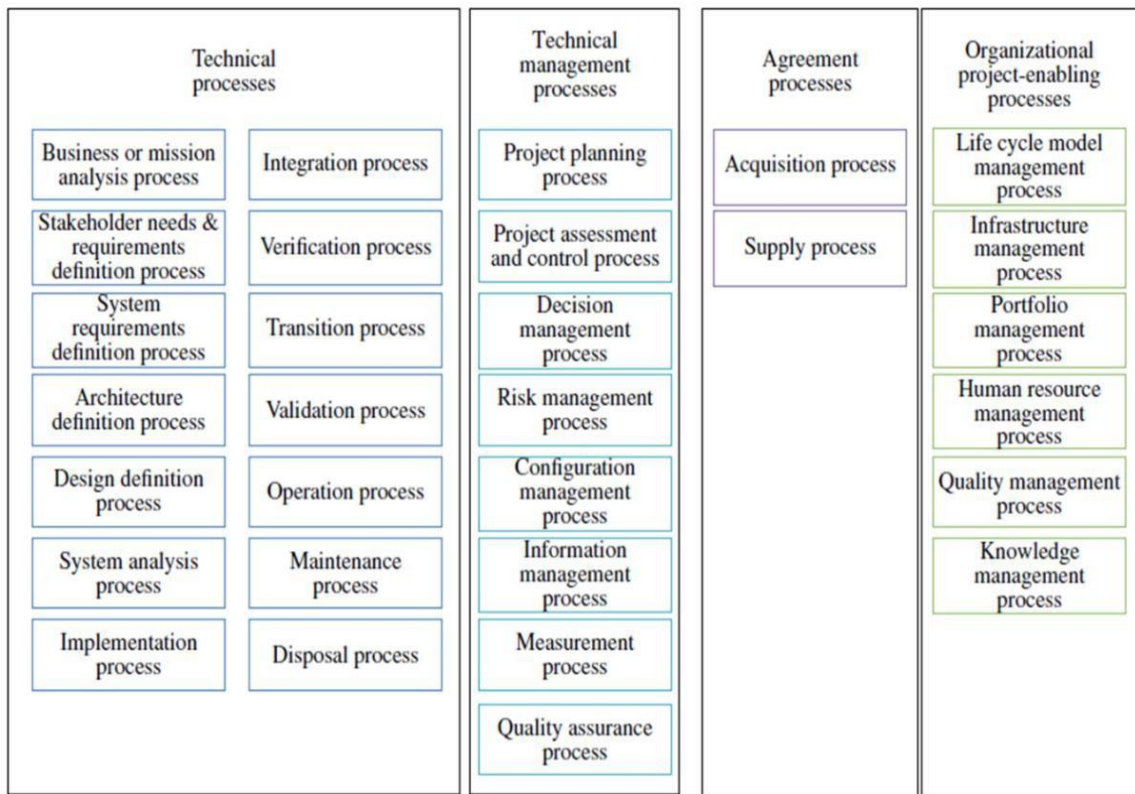 Technical
processes
Business or mission
analysis process
Stakeholder needs &
requirements
definition process
System
requirements
definition process
Architecture
definition process
Design definition
process
System analysis
process
Implementation
process
Integration process
Verification process
Transition process
Validation process
Operation process
Maintenance
process
Disposal process
Technical
management
processes
Project planning
process
Project assessment
and control process
Decision
management
process
Risk management
process
Configuration
management
process
Information
management
process
Measurement
process
Quality assurance
process
Agreement
processes
Acquisition process
Supply process
Organizational
project-enabling
processes
Life cycle model
management
process
Infrastructure
management
process
Portfolio
management
process
Human resource
management
process
Quality management
process
Knowledge
management
process